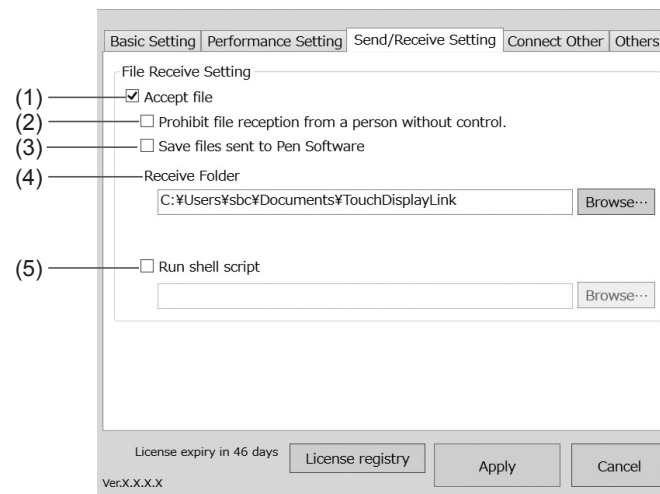 Basic Setting Performance Setting Send/Receive Setting Connect Other Others
File Receive Setting
(1) Accept file
(2) Prohibit file reception from a person without control.
(3) Save files sent to Pen Software
(4) Receive Folder
C:¥Users¥sbc¥Documents¥TouchDisplayLink Browse…
(5) Run shell script
Browse…
License expiry in 46 days License registry Apply Cancel
Ver.X.X.X.X